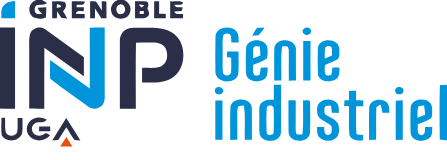 GRENOBLE
INP
UGA
Génie
industriel